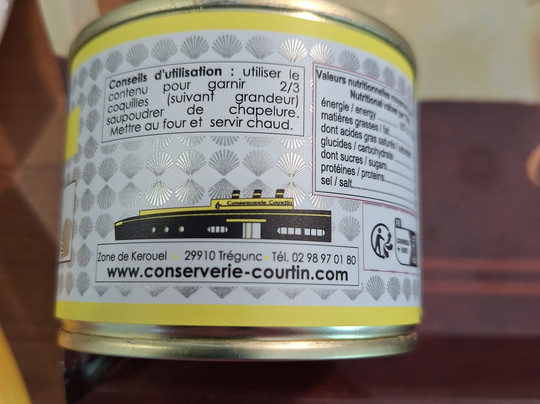 Conseils d'utilisation : utiliser le
contenu pour garnir 2/3
coquilles (suivant grandeur)
saupoudrer de chapelure.
Mettre au four et servir chaud.
Valeurs nutritionnelles
Nutritional values
énergie / energy
matières grasses / fat
dont acides gras saturés
glucides / carbohydrate
dont sucres / sugars
protéines / proteins
sel / salt
Conserverie Courtin
Zone de Kerouel • 29910 Trégunc • Tél. 02 98 97 01 80
www.conserverie-courtin.com